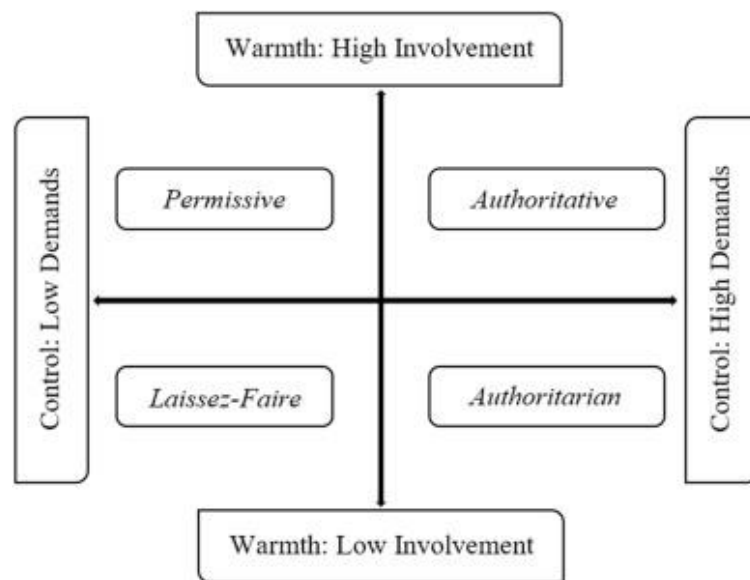 Warmth: High Involvement
Control: Low Demands
Permissive
Authoritative
Control: High Demands
Laissez-Faire
Authoritarian
Warmth: Low Involvement